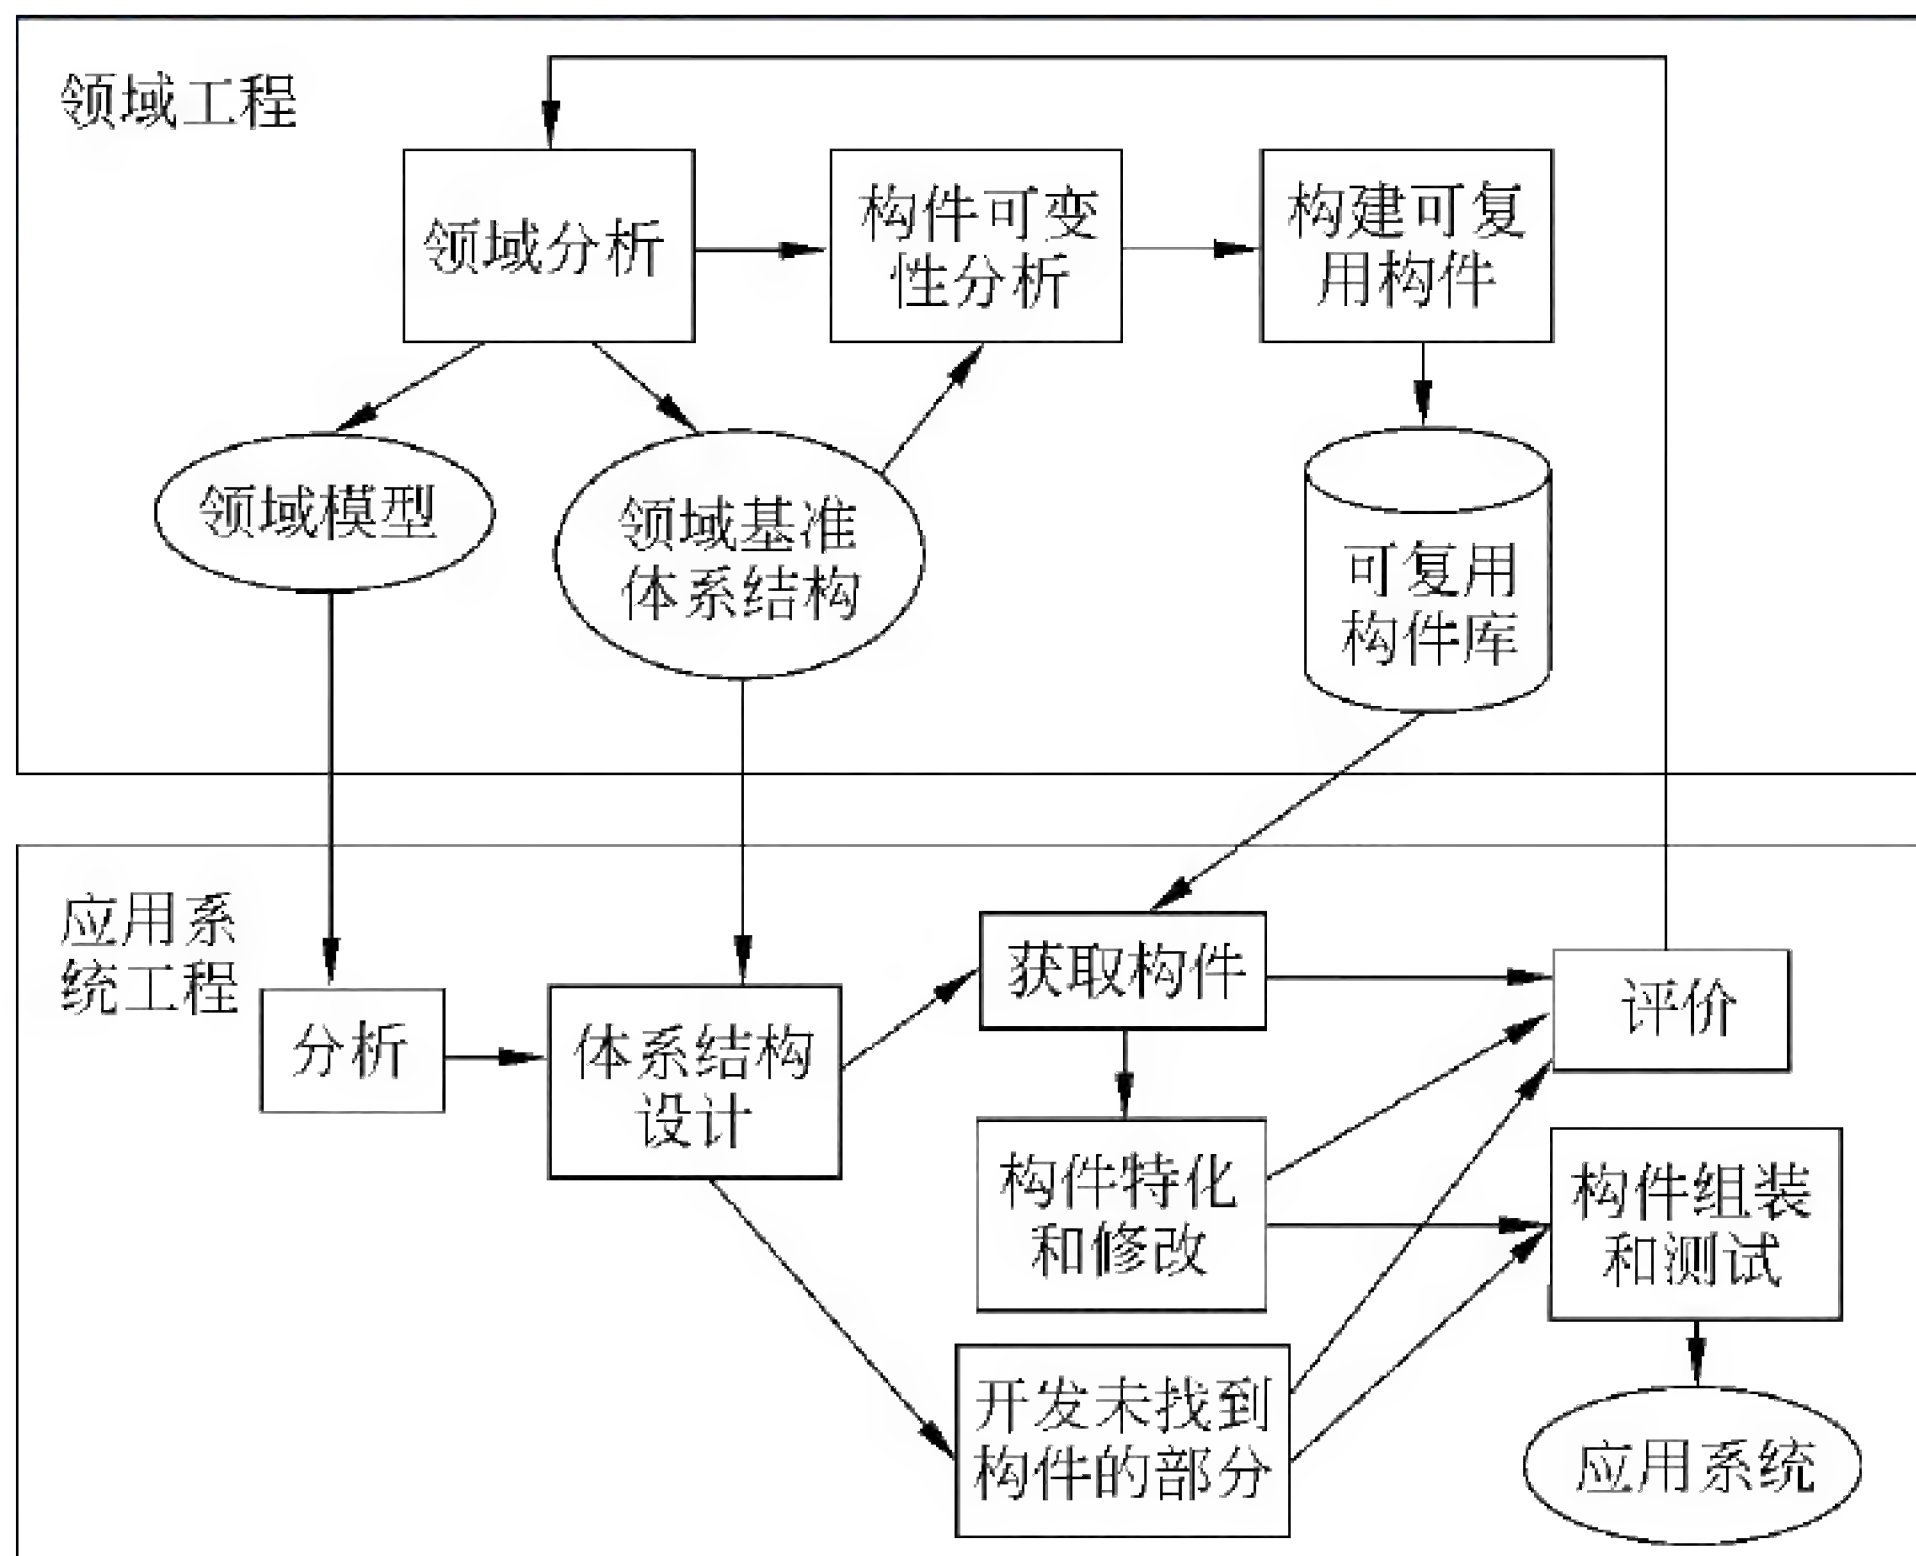 领域工程
领域分析
构件可变
性分析
构建可复
用构件
领域模型
领域基准
体系结构
可复用
构件库
应用系
统工程
分析
体系结构
设计
获取构件
评价
构件特化
和修改
构件组装
和测试
开发未找到
构件的部分
应用系统